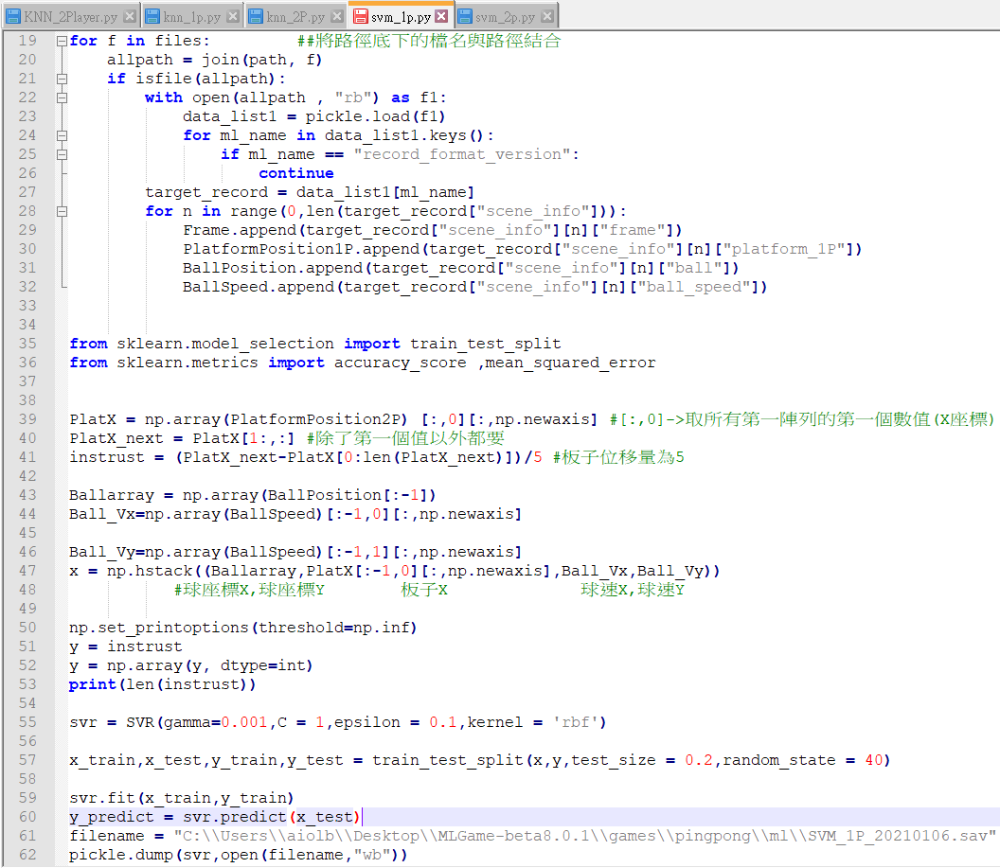 KNN_2Player.py knn_1p.py knn_2P.py svm_1p.py svm_2p.py
19 for f in files: ##將路徑底下的檔名與路徑結合
20 allpath = join(path, f)
21 if isfile(allpath):
22 with open(allpath , "rb") as f1:
23 data_list1 = pickle.load(f1)
24 for ml_name in data_list1.keys():
25 if ml_name == "record_format_version":
26 continue
27 target_record = data_list1[ml_name]
28 for n in range(0,len(target_record["scene_info"])):
29 Frame.append(target_record["scene_info"][n]["frame"])
30 PlatformPosition1P.append(target_record["scene_info"][n]["platform_1P"])
31 BallPosition.append(target_record["scene_info"][n]["ball"])
32 BallSpeed.append(target_record["scene_info"][n]["ball_speed"])
33
34
35 from sklearn.model_selection import train_test_split
36 from sklearn.metrics import accuracy_score ,mean_squared_error
37
38
39 PlatX = np.array(PlatformPosition2P) [:,0][:,np.newaxis] #[:,0]->取所有第一陣列的第一個數值(X座標)
40 PlatX_next = PlatX[1:,:] #除了第一個值以外都要
41 instrust = (PlatX_next-PlatX[0:len(PlatX_next)])/5 #板子位移量為5
42
43 Ballarray = np.array(BallPosition[:-1])
44 Ball_Vx=np.array(BallSpeed)[:-1,0][:,np.newaxis]
45
46 Ball_Vy=np.array(BallSpeed)[:-1,1][:,np.newaxis]
47 x = np.hstack((Ballarray,PlatX[:-1,0][:,np.newaxis],Ball_Vx,Ball_Vy))
48 #球座標X,球座標Y 板子X 球速X,球速Y
49
50 np.set_printoptions(threshold=np.inf)
51 y = instrust
52 y = np.array(y, dtype=int)
53 print(len(instrust))
54
55 svr = SVR(gamma=0.001,C = 1,epsilon = 0.1,kernel = 'rbf')
56
57 x_train,x_test,y_train,y_test = train_test_split(x,y,test_size = 0.2,random_state = 40)
58
59 svr.fit(x_train,y_train)
60 y_predict = svr.predict(x_test)
61 filename = "C:\\Users\\aiolb\\Desktop\\MLGame-beta8.0.1\\games\\pingpong\\ml\\SVM_1P_20210106.sav"
62 pickle.dump(svr,open(filename,"wb"))